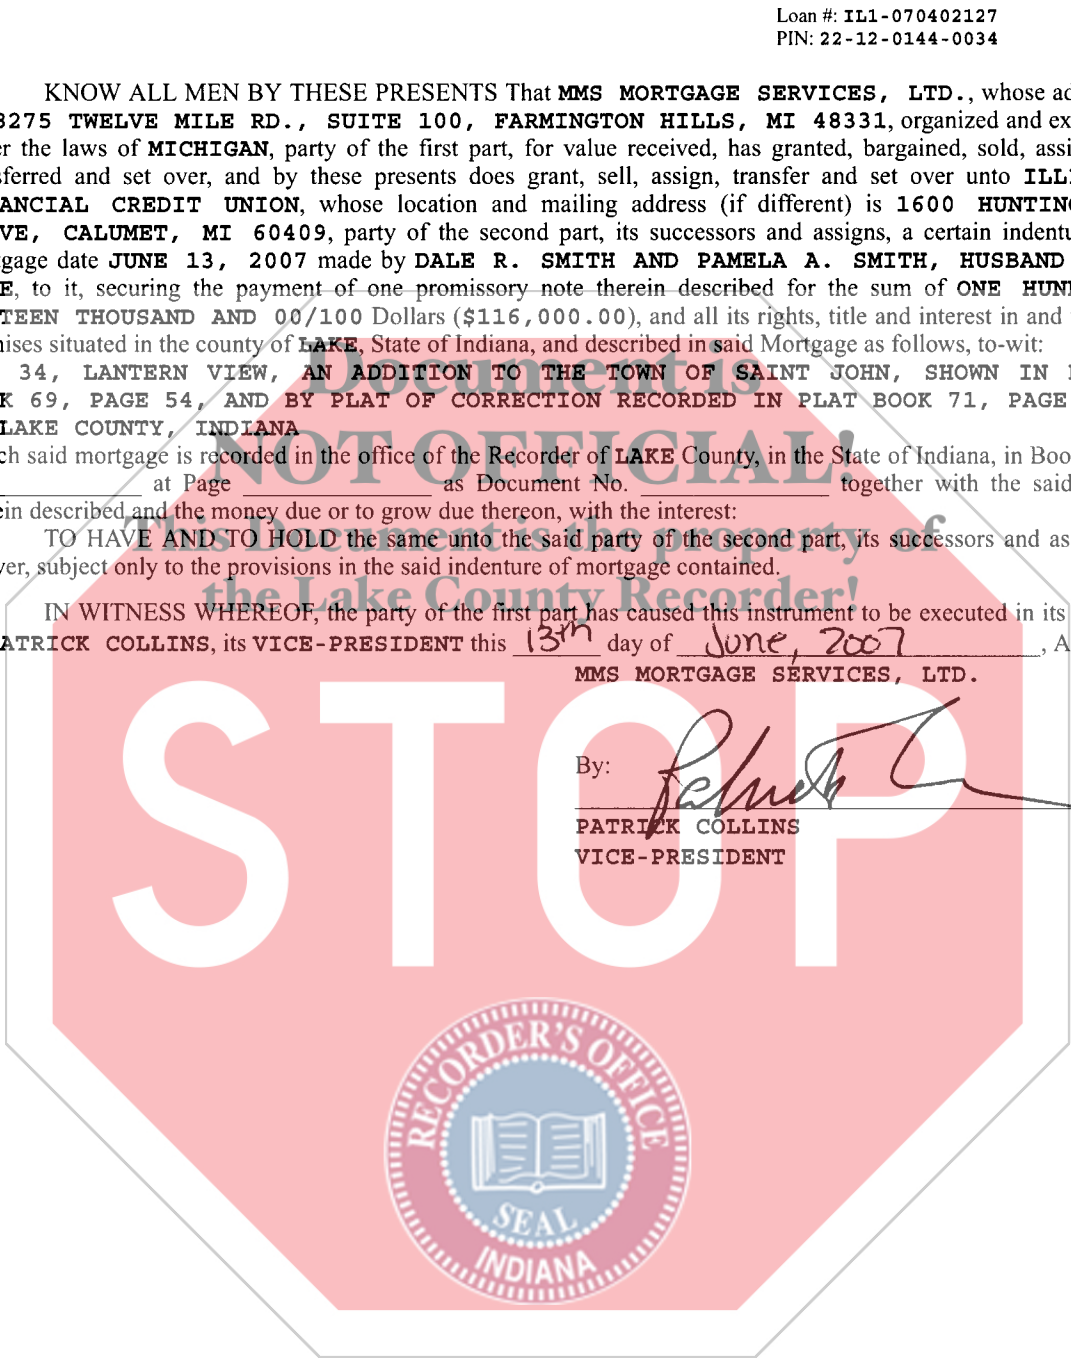 Loan #: IL1-070402127
PIN: 22-12-0144-0034
KNOW ALL MEN BY THESE PRESENTS That MMS MORTGAGE SERVICES, LTD., whose ad
8275 TWELVE MILE RD., SUITE 100, FARMINGTON HILLS, MI 48331, organized and ex
er the laws of MICHIGAN, party of the first part, for value received, has granted, bargained, sold, assi
sferred and set over, and by these presents does grant, sell, assign, transfer and set over unto ILL
ANCIAL CREDIT UNION, whose location and mailing address (if different) is 1600 HUNTING
VE, CALUMET, MI 60409, party of the second part, its successors and assigns, a certain indentu
gage date JUNE 13, 2007 made by DALE R. SMITH AND PAMELA A. SMITH, HUSBAND
E, to it, securing the payment of one promissory note therein described for the sum of ONE HUN
TEEN THOUSAND AND 00/100 Dollars ($116,000.00), and all its rights, title and interest in and
ises situated in the county of LAKE, State of Indiana, and described in said Mortgage as follows, to-wit:
34, LANTERN VIEW, AN ADDITION TO THE TOWN OF SAINT JOHN, SHOWN IN
K 69, PAGE 54, AND BY PLAT OF CORRECTION RECORDED IN PLAT BOOK 71, PAGE
LAKE COUNTY, INDIANA
ch said mortgage is recorded in the office of the Recorder of LAKE County, in the State of Indiana, in Boo
____________ at Page ________________ as Document No. ________________ together with the said
ein described and the money due or to grow due thereon, with the interest:
TO HAVE AND TO HOLD the same unto the said party of the second part, its successors and as
ver, subject only to the provisions in the said indenture of mortgage contained.
IN WITNESS WHEREOF, the party of the first part has caused this instrument to be executed in its
ATRICK COLLINS, its VICE-PRESIDENT this 13th day of June, 2007, A
MMS MORTGAGE SERVICES, LTD.
By:
PATRICK COLLINS
VICE-PRESIDENT
Document is
NOT OFFICIAL!
This Document is the property of
the Lake County Recorder!
STOP
RECORDER'S OFFICE
SEAL
INDIANA